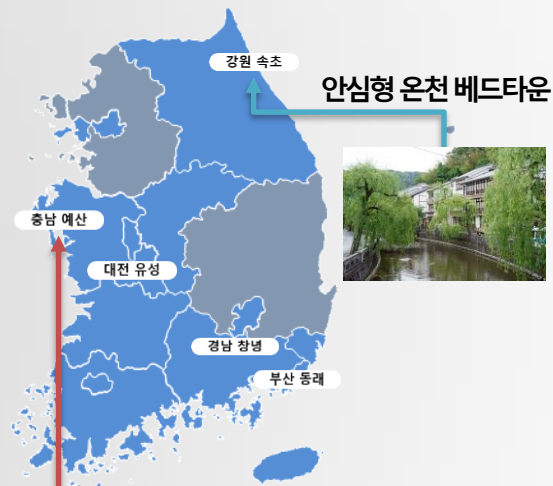 강원 속초
안심형 온천 베드타운
충남 예산
대전 유성
경남 창녕
부산 동래